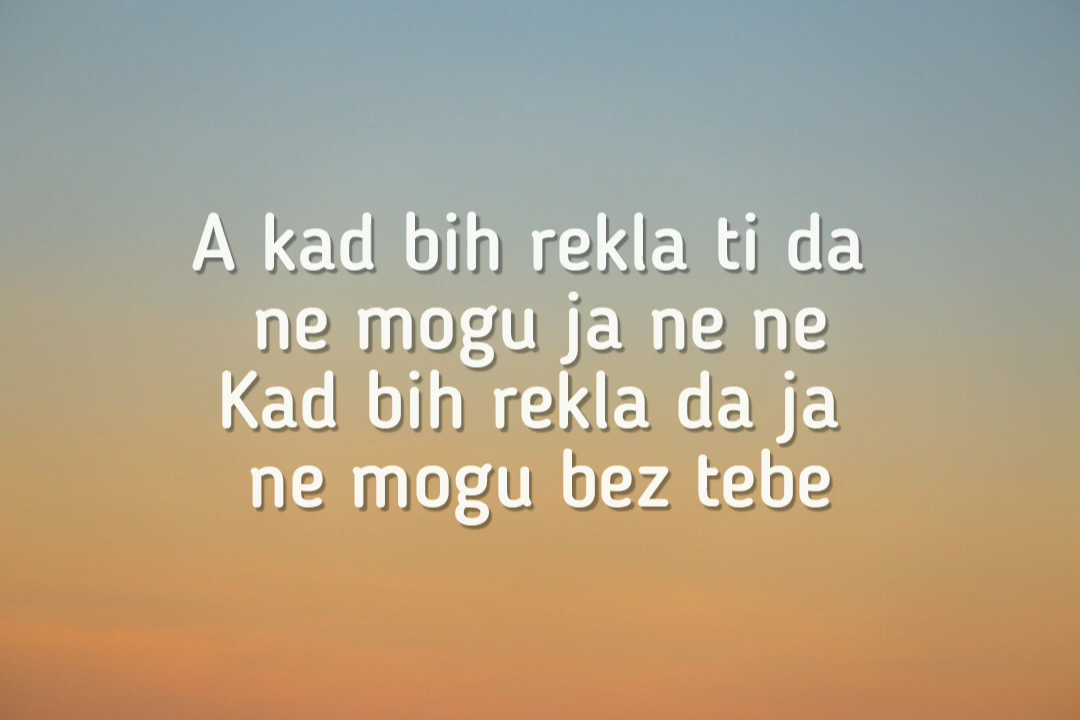 A kad bih rekla ti da
ne mogu ja ne ne
Kad bih rekla da ja
ne mogu bez tebe